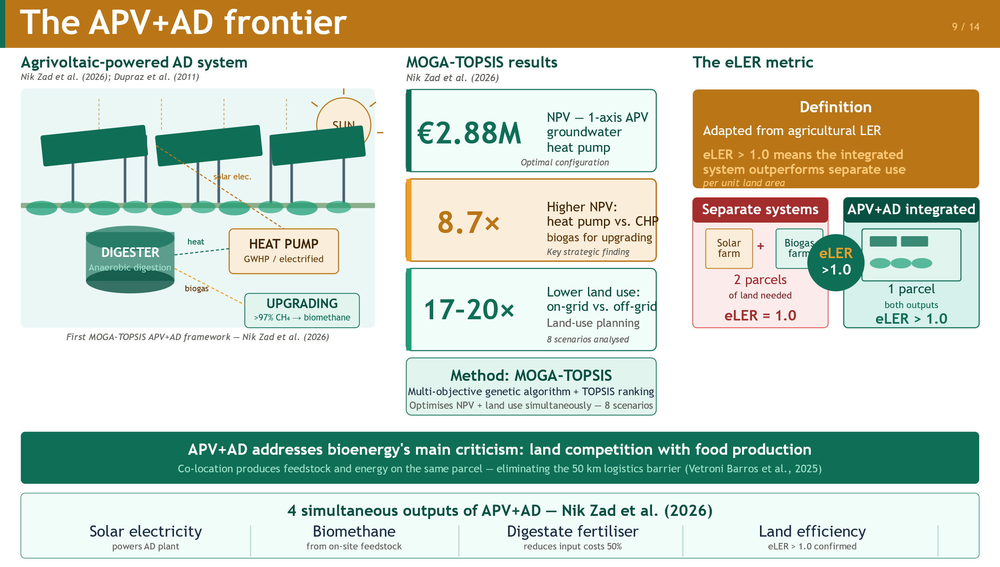 The APV+AD frontier
9 / 14
Agrivoltaic-powered AD system
Nik Zad et al. (2026); Dupraz et al. (2011)
SUN
solar elec.
DIGESTER
Anaerobic digestion
heat
HEAT PUMP
GWHP / electrified
biogas
UPGRADING
>97% CH₄ → biomethane
First MOGA-TOPSIS APV+AD framework — Nik Zad et al. (2026)
MOGA-TOPSIS results
Nik Zad et al. (2026)
€2.88M
NPV — 1-axis APV
groundwater
heat pump
Optimal configuration
8.7×
Higher NPV:
heat pump vs. CHP
biogas for upgrading
Key strategic finding
17–20×
Lower land use:
on-grid vs. off-grid
Land-use planning
8 scenarios analysed
Method: MOGA-TOPSIS
Multi-objective genetic algorithm + TOPSIS ranking
Optimises NPV + land use simultaneously — 8 scenarios
The eLER metric
Definition
Adapted from agricultural LER
eLER > 1.0 means the integrated
system outperforms separate use
per unit land area
Separate systems
Solar
farm
+
Biogas
farm
2 parcels
of land needed
eLER = 1.0
eLER
>1.0
APV+AD integrated
1 parcel
both outputs
eLER > 1.0
APV+AD addresses bioenergy's main criticism: land competition with food production
Co-location produces feedstock and energy on the same parcel — eliminating the 50 km logistics barrier (Vetroni Barros et al., 2025)
4 simultaneous outputs of APV+AD — Nik Zad et al. (2026)
Solar electricity
powers AD plant
Biomethane
from on-site feedstock
Digestate fertiliser
reduces input costs 50%
Land efficiency
eLER > 1.0 confirmed